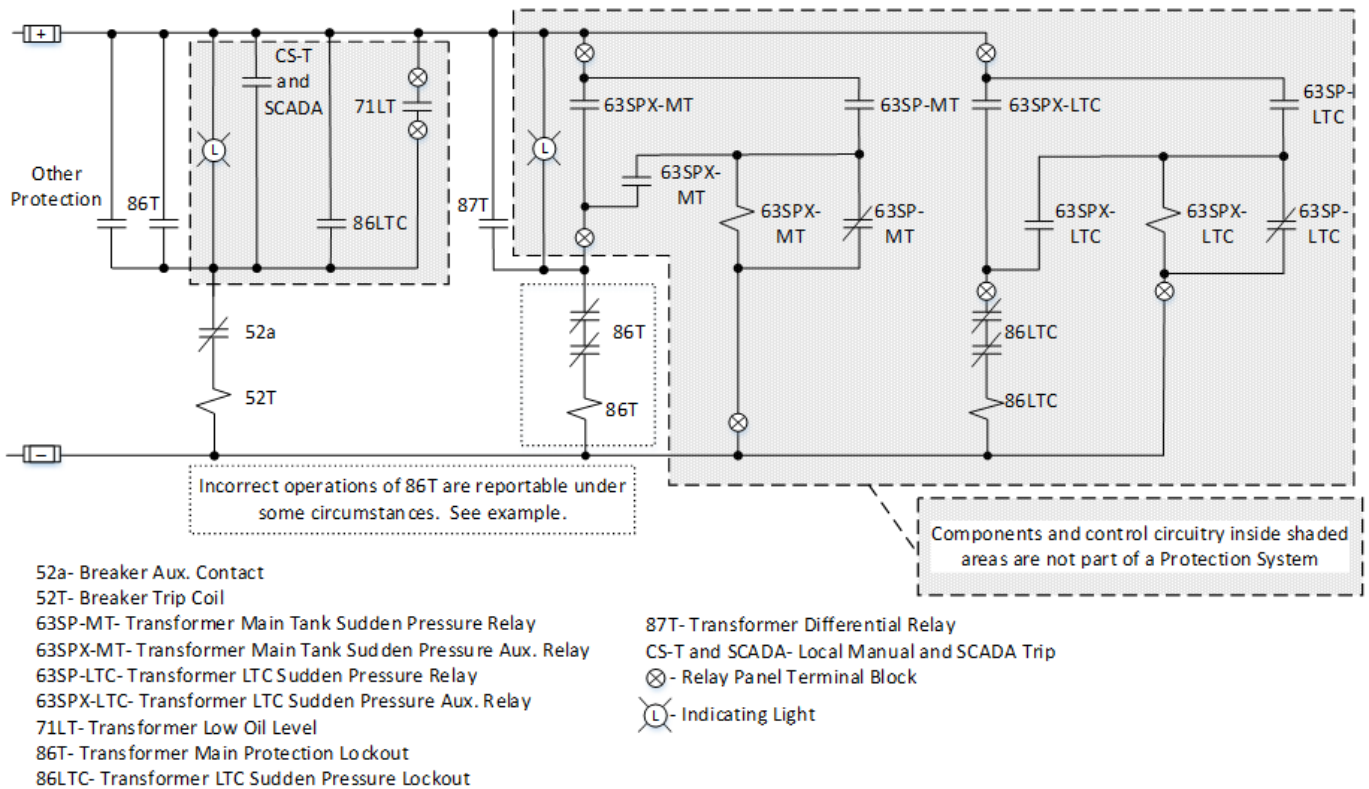 +
CS-T
and
SCADA
71LT
63SPX-MT
63SP-MT
63SPX-LTC
63SP-
LTC
L
L
Other
Protection
86T
86LTC
87T
63SPX-
MT
63SPX-
MT
63SP-
MT
63SPX-
LTC
63SPX-
LTC
63SP-
LTC
52a
86T
86LTC
52T
86T
86LTC
–
Incorrect operations of 86T are reportable under
some circumstances. See example.
Components and control circuitry inside shaded
areas are not part of a Protection System
52a- Breaker Aux. Contact
52T- Breaker Trip Coil
63SP-MT- Transformer Main Tank Sudden Pressure Relay
63SPX-MT- Transformer Main Tank Sudden Pressure Aux. Relay
63SP-LTC- Transformer LTC Sudden Pressure Relay
63SPX-LTC- Transformer LTC Sudden Pressure Aux. Relay
71LT- Transformer Low Oil Level
86T- Transformer Main Protection Lockout
86LTC- Transformer LTC Sudden Pressure Lockout
87T- Transformer Differential Relay
CS-T and SCADA- Local Manual and SCADA Trip
- Relay Panel Terminal Block
L - Indicating Light